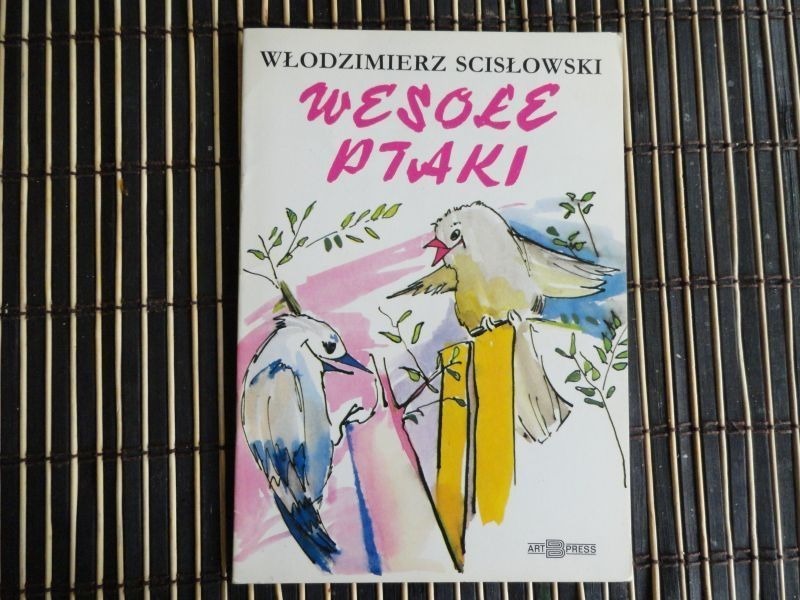 WŁODZIMIERZ SCISŁOWSKI
WESOŁE
PTAKI
ART B PRESS